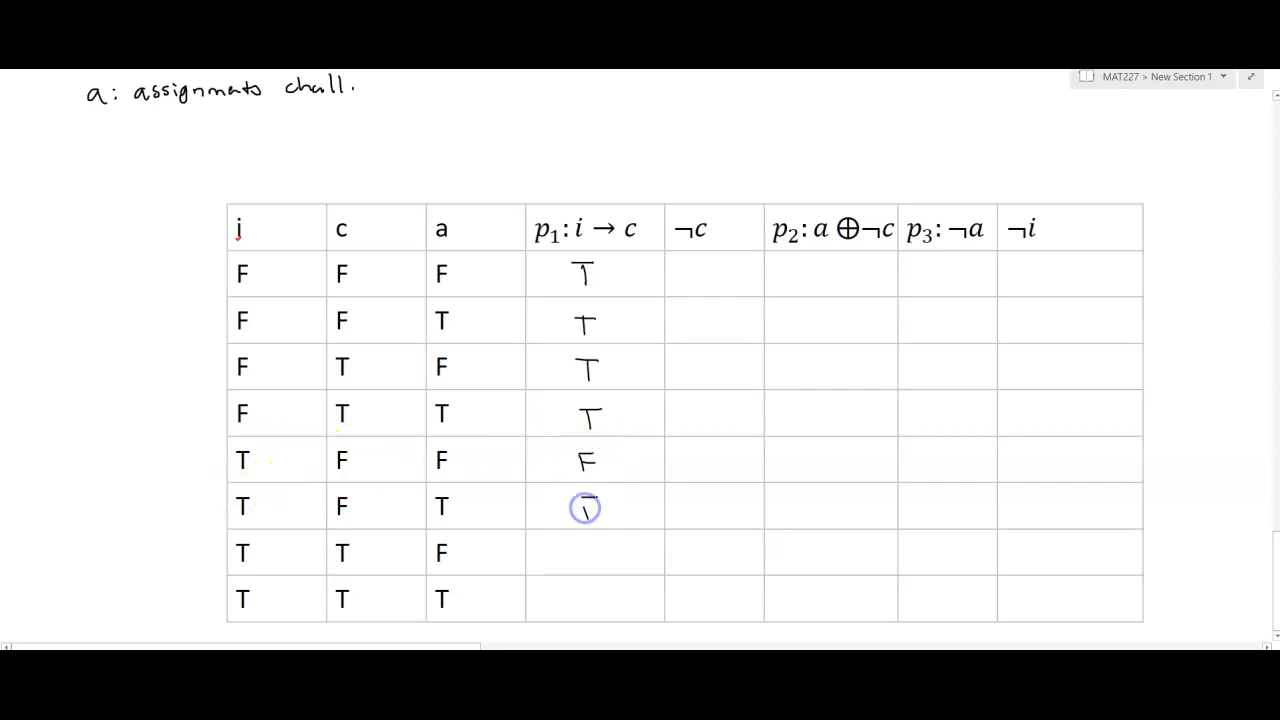 MAT227 > New Section 1
a: assignments chall.
i c a p₁: i → c ¬c p₂: a ⊕¬c p₃: ¬a ¬i
F F F T
F F T T
F T F T
F T T T
T F F F
T F T
T T F
T T T